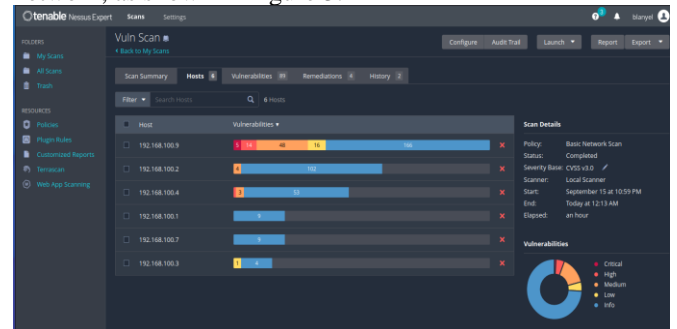 tenable Nessus Expert Scans Settings blanyel
FOLDERS
My Scans
All Scans
Trash
RESOURCES
Policies
Plugin Rules
Customized Reports
Terrascan
Web App Scanning
Vuln Scan
< Back to My Scans
Configure Audit Trail Launch Report Export
Scan Summary Hosts 6 Vulnerabilities 89 Remediations 4 History 2
Filter Search Hosts 6 Hosts
Host Vulnerabilities
192.168.100.9 5 14 48 16 166
192.168.100.2 4 102
192.168.100.4 3 53
192.168.100.1 9
192.168.100.7 9
192.168.100.3 1 4
Scan Details
Policy: Basic Network Scan
Status: Completed
Severity Base: CVSS v3.0
Scanner: Local Scanner
Start: September 15 at 10:59 PM
End: Today at 12:13 AM
Elapsed: an hour
Vulnerabilities
Critical
High
Medium
Low
Info